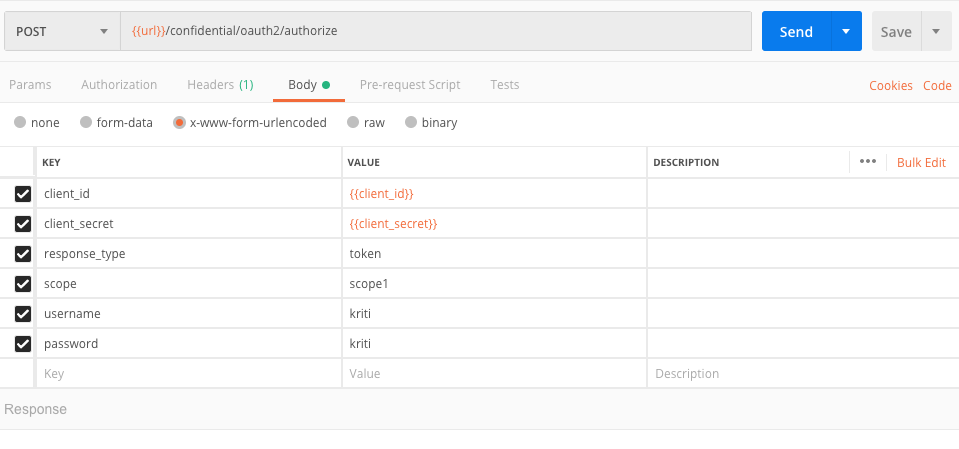 POST {{url}}/confidential/oauth2/authorize Send Save
Params Authorization Headers (1) Body Pre-request Script Tests Cookies Code
none form-data x-www-form-urlencoded raw binary
KEY VALUE DESCRIPTION ••• Bulk Edit
client_id {{client_id}}
client_secret {{client_secret}}
response_type token
scope scope1
username kriti
password kriti
Key Value Description
Response